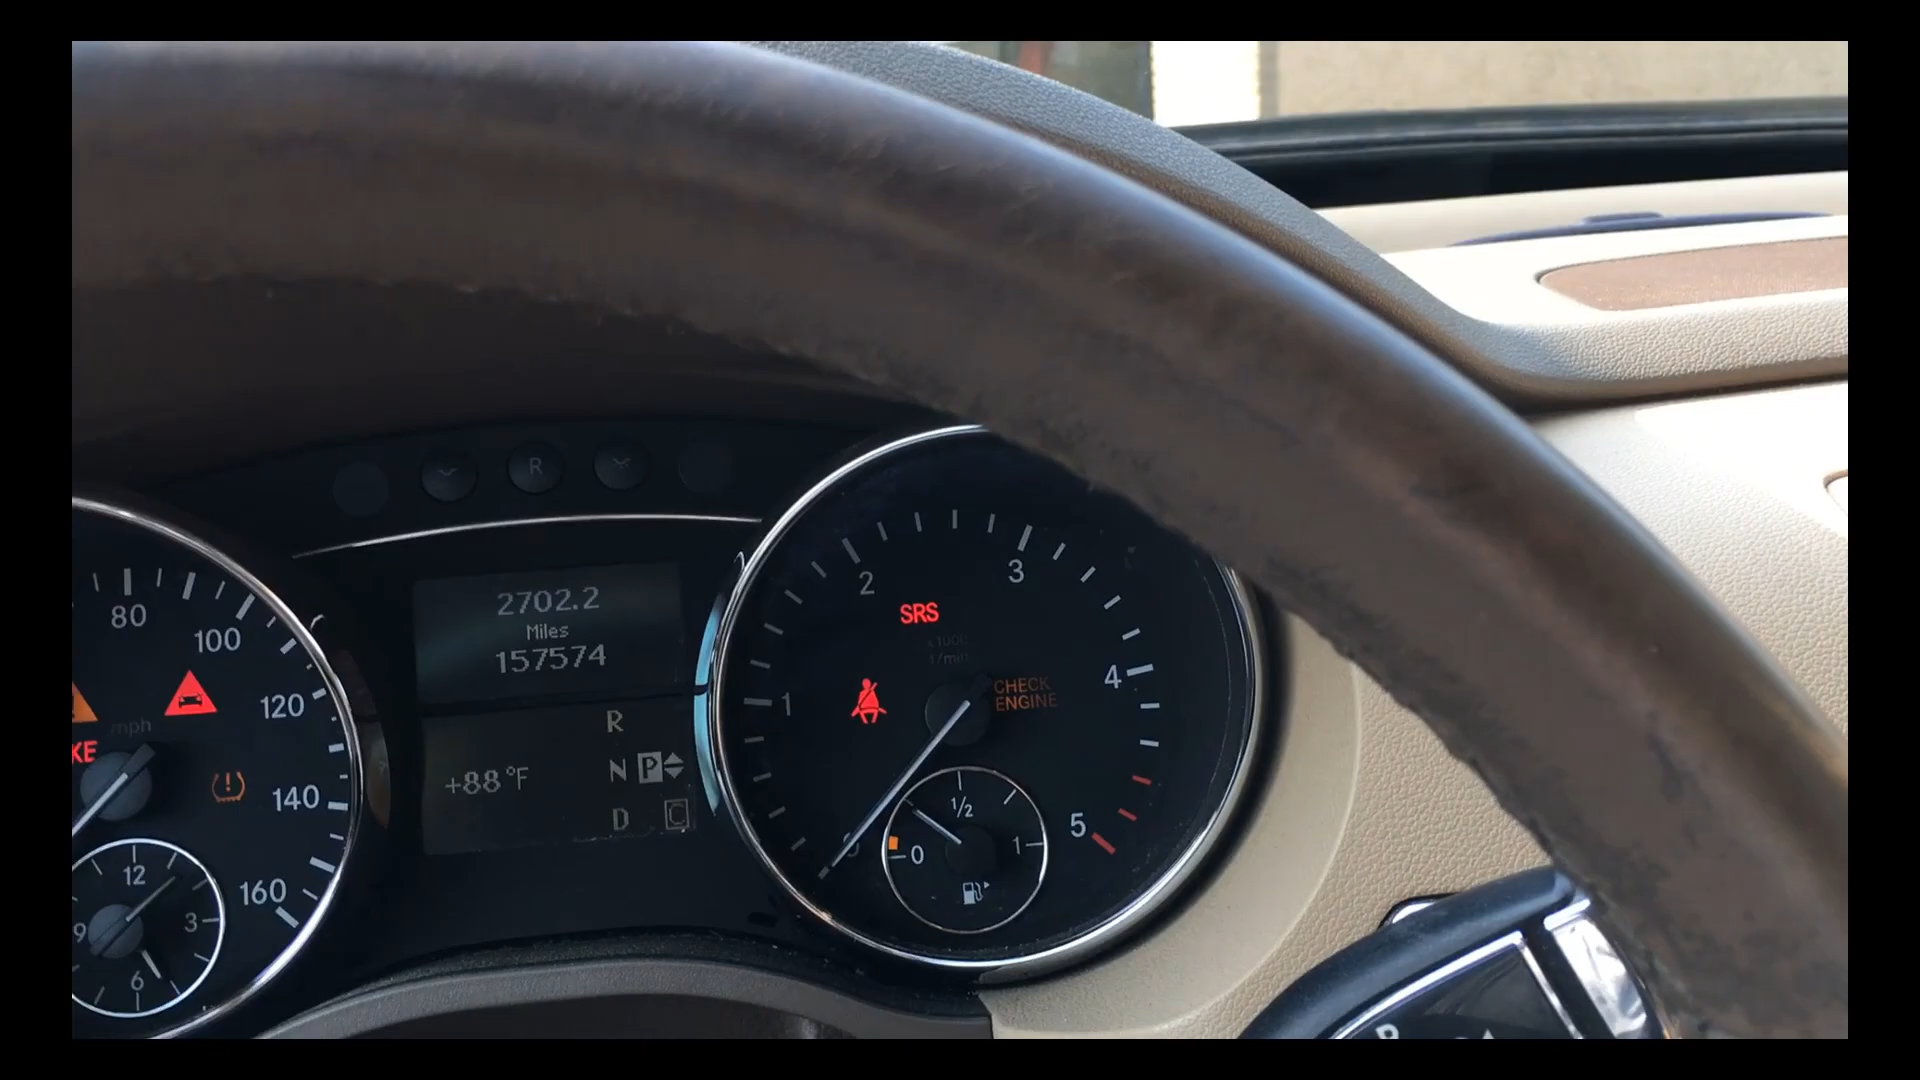 R
80
100
120
140
160
mph
KE
12
3
6
9
2702.2
Miles
157574
+88°F
R
N P
D C
1
2
3
4
5
SRS
x1000
1/min
CHECK
ENGINE
0
1/2
1
R